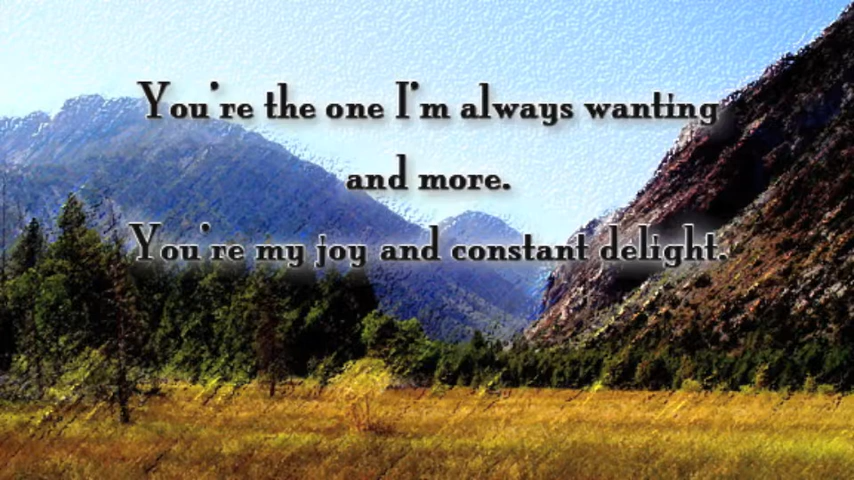 You're the one I'm always wanting
and more.
You're my joy and constant delight.